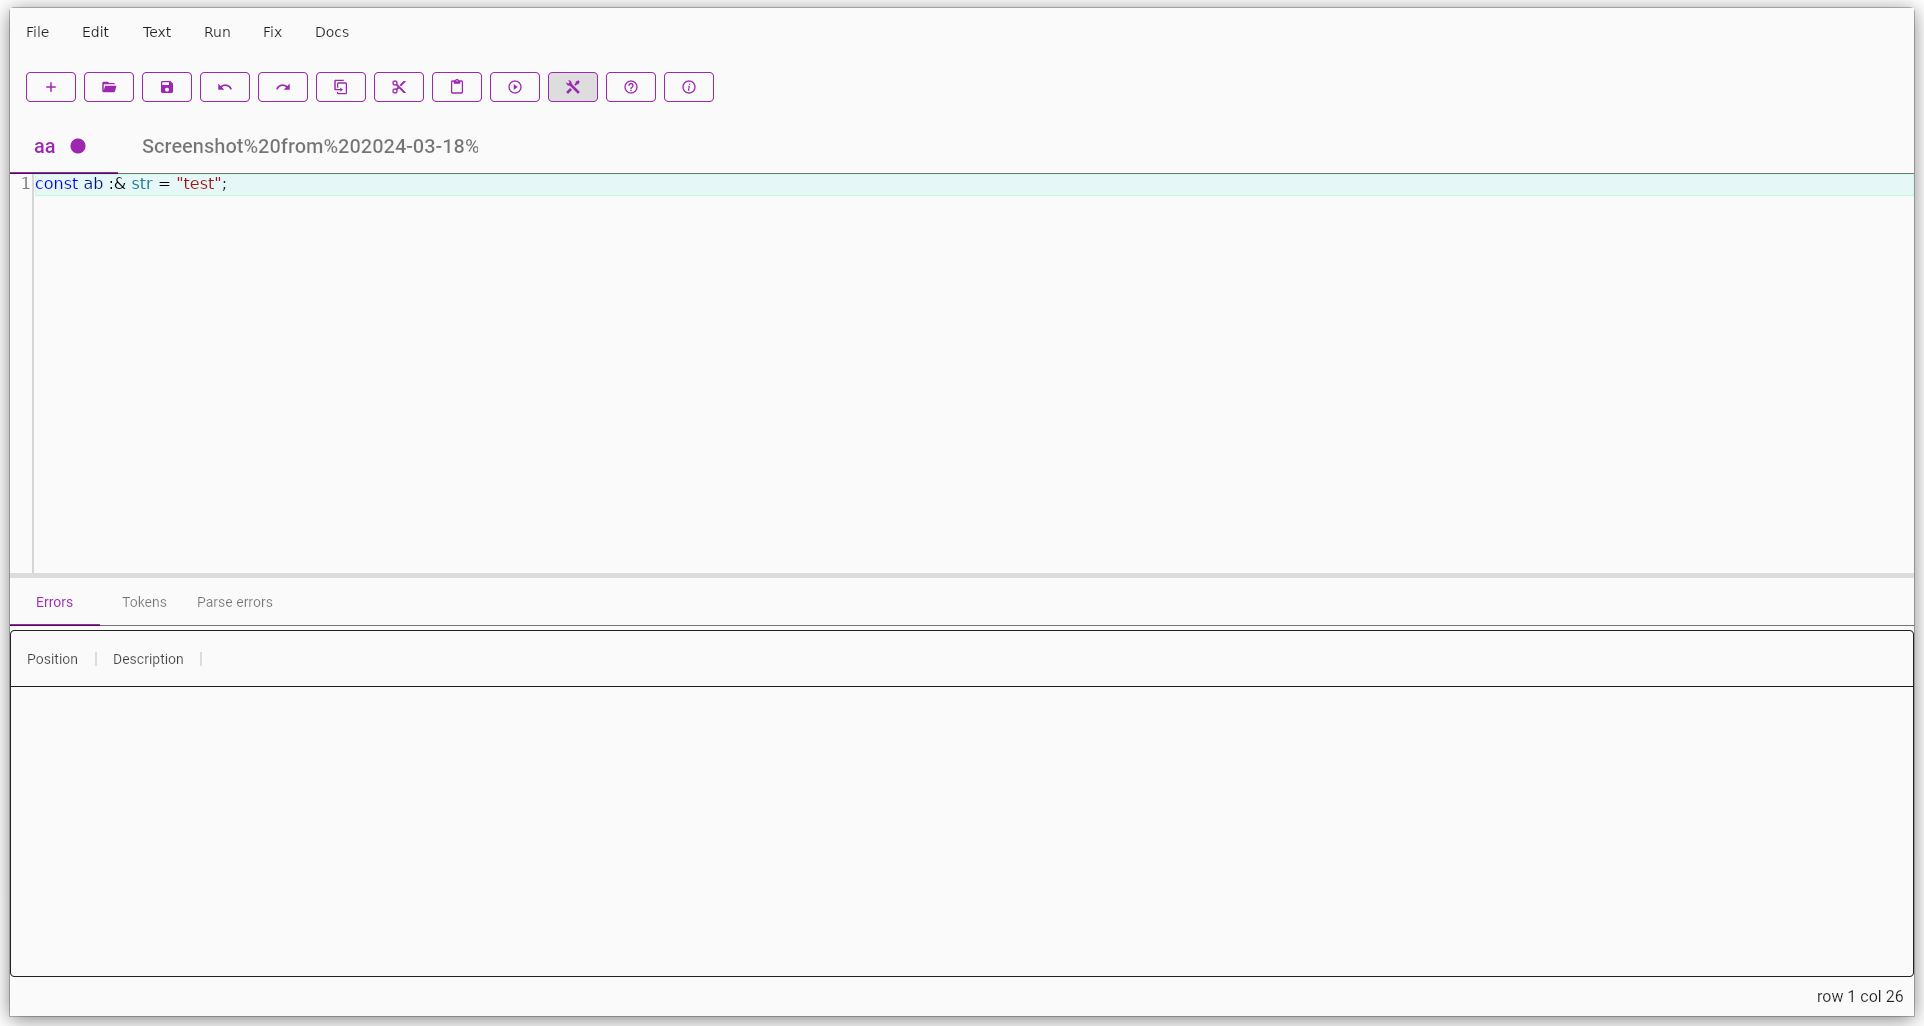 File Edit Text Run Fix Docs
aa Screenshot%20from%202024-03-18%
1 const ab :& str = "test";
Errors Tokens Parse errors
Position Description
row 1 col 26